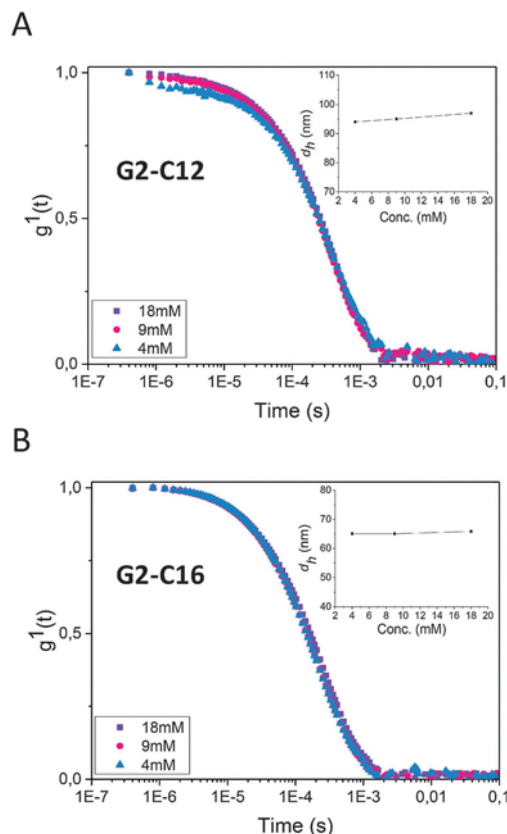 A
1,0
0,5
0,0
g¹(t)
G2-C12
18mM
9mM
4mM
110
100
90
80
70
dh (nm)
2 4 6 8 10 12 14 16 18 20
Conc. (mM)
1E-7 1E-6 1E-5 1E-4 1E-3 0,01 0,1
Time (s)
B
1,0
0,5
0,0
g¹(t)
G2-C16
18mM
9mM
4mM
80
70
60
50
40
dh (nm)
2 4 6 8 10 12 14 16 18 20
Conc. (mM)
1E-7 1E-6 1E-5 1E-4 1E-3 0,01 0,1
Time (s)